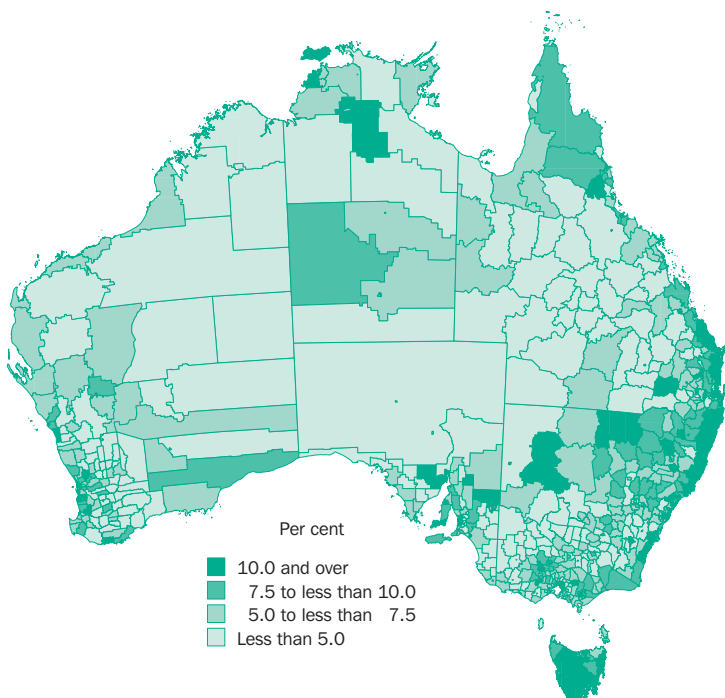 Per cent
10.0 and over
7.5 to less than 10.0
5.0 to less than 7.5
Less than 5.0